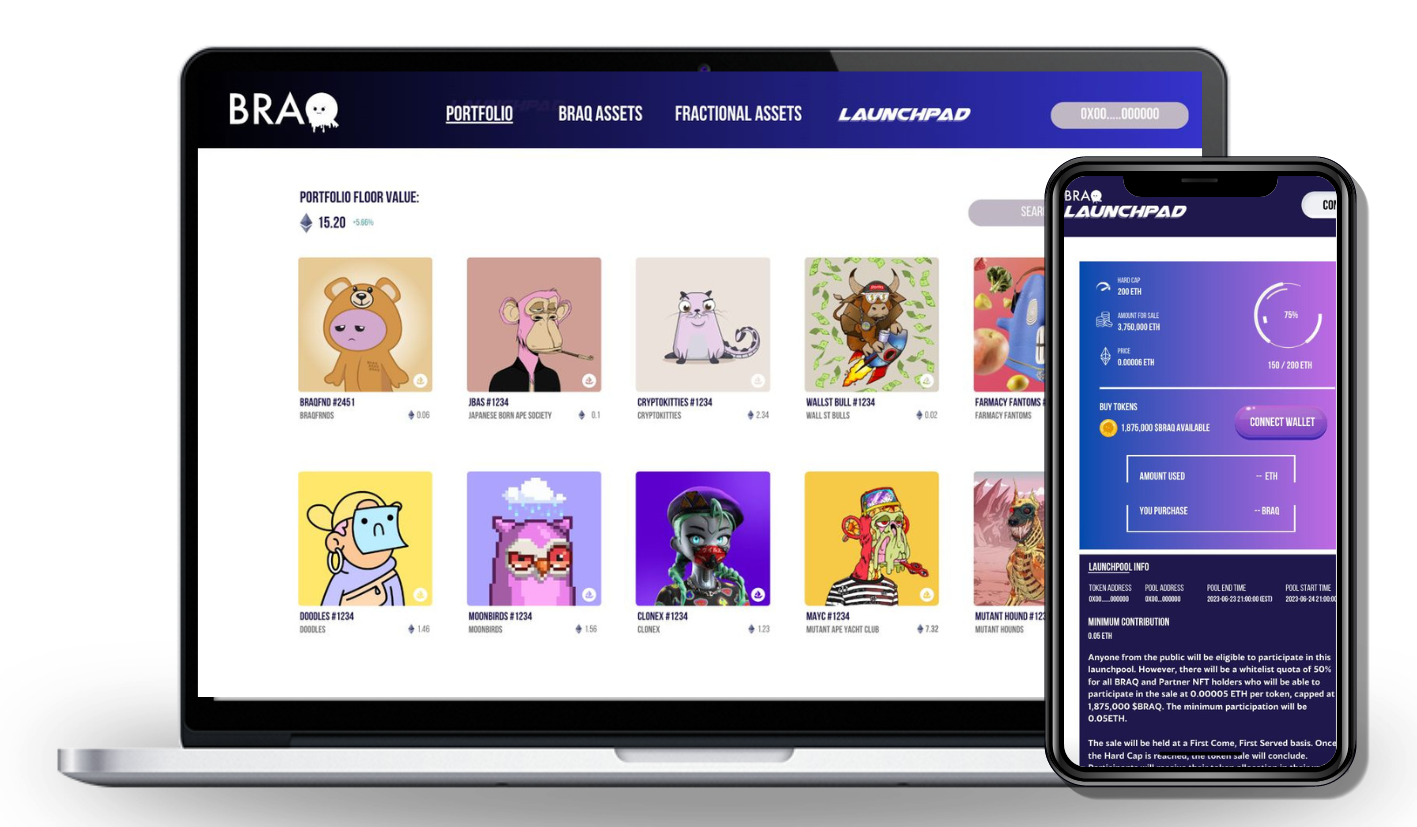 BRAQ
PORTFOLIO
BRAQ ASSETS
FRACTIONAL ASSETS
LAUNCHPAD
0X00.....000000
PORTFOLIO FLOOR VALUE:
15.20 +5.66%
BRAQFND #2451
BRAQFRNDS 0.06
JBAS #1234
JAPANESE BORN APE SOCIETY 0.1
CRYPTOKITTIES #1234
CRYPTOKITTIES 2.34
WALLST BULL #1234
WALL ST BULLS 0.02
FARMACY FANTOMS #
FARMACY FANTOMS
DOODLES #1234
DOODLES 1.46
MOONBIRDS #1234
MOONBIRDS 1.56
CLONEX #1234
CLONEX 1.23
MAYC #1234
MUTANT APE YACHT CLUB 7.32
MUTANT HOUND #123
MUTANT HOUNDS
BRAQ
LAUNCHPAD
HARD CAP
200 ETH
AMOUNT FOR SALE
3,750,000 ETH
PRICE
0.00006 ETH
75%
150 / 200 ETH
BUY TOKENS
1,875,000 $BRAQ AVAILABLE
CONNECT WALLET
AMOUNT USED -- ETH
YOU PURCHASE -- BRAQ
LAUNCHPOOL INFO
TOKEN ADDRESS POOL ADDRESS POOL END TIME POOL START TIME
0X00......000000 0X00...000000 2023-06-23 21:00:00 (EST) 2023-06-24 21:00:00
MINIMUM CONTRIBUTION
0.05 ETH
Anyone from the public will be eligible to participate in this
launchpool. However, there will be a whitelist quota of 50%
for all BRAQ and Partner NFT holders who will be able to
participate in the sale at 0.00005 ETH per token, capped at
1,875,000 $BRAQ. The minimum participation will be
0.05ETH.
The sale will be held at a First Come, First Served basis. Once
the Hard Cap is reached, the token sale will conclude.